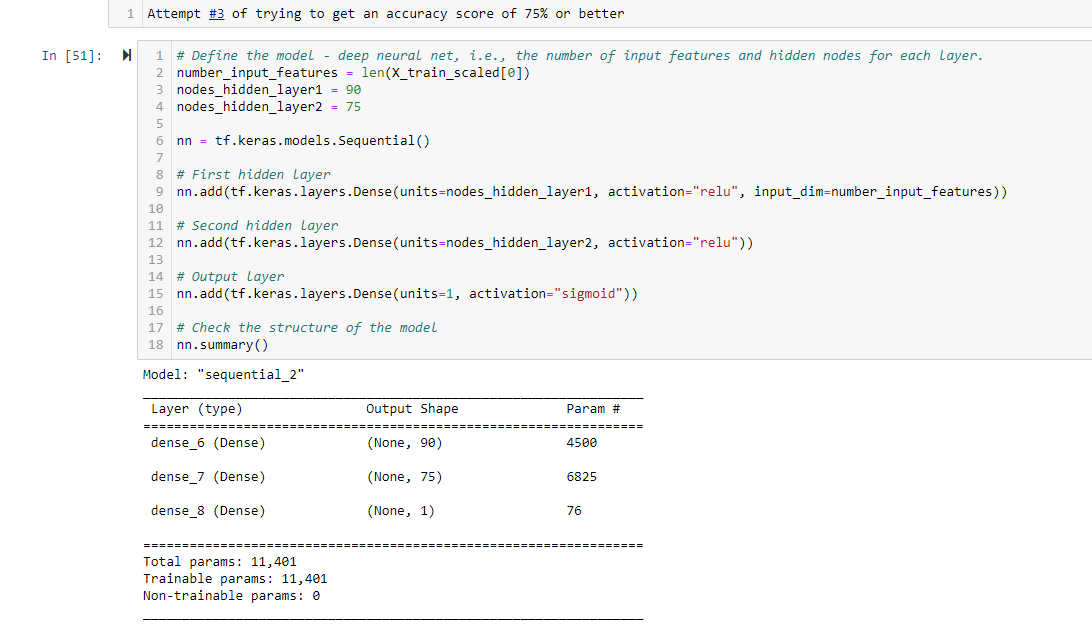 1 Attempt #3 of trying to get an accuracy score of 75% or better
In [51]:
1 # Define the model - deep neural net, i.e., the number of input features and hidden nodes for each layer.
2 number_input_features = len(X_train_scaled[0])
3 nodes_hidden_layer1 = 90
4 nodes_hidden_layer2 = 75
5
6 nn = tf.keras.models.Sequential()
7
8 # First hidden layer
9 nn.add(tf.keras.layers.Dense(units=nodes_hidden_layer1, activation="relu", input_dim=number_input_features))
10
11 # Second hidden layer
12 nn.add(tf.keras.layers.Dense(units=nodes_hidden_layer2, activation="relu"))
13
14 # Output layer
15 nn.add(tf.keras.layers.Dense(units=1, activation="sigmoid"))
16
17 # Check the structure of the model
18 nn.summary()
Model: "sequential_2"
_________________________________________________________________
Layer (type) Output Shape Param #
=================================================================
dense_6 (Dense) (None, 90) 4500
dense_7 (Dense) (None, 75) 6825
dense_8 (Dense) (None, 1) 76
=================================================================
Total params: 11,401
Trainable params: 11,401
Non-trainable params: 0
_________________________________________________________________